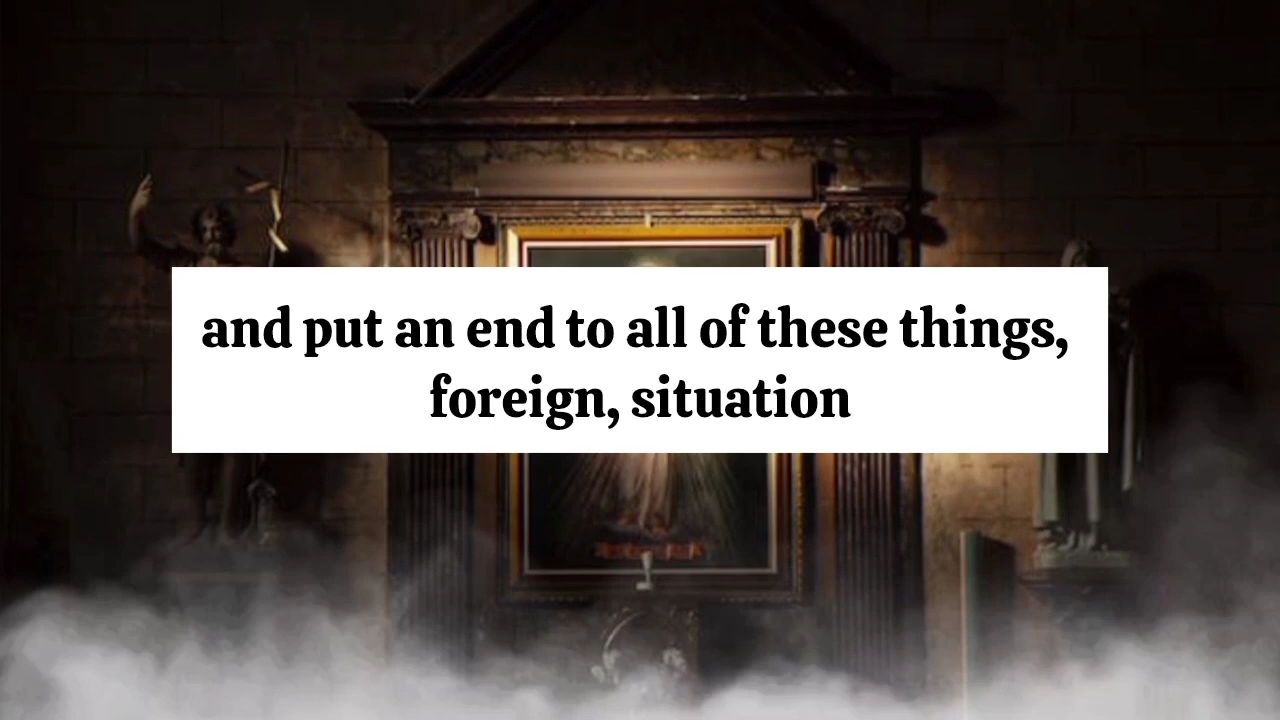 and put an end to all of these things,
foreign, situation